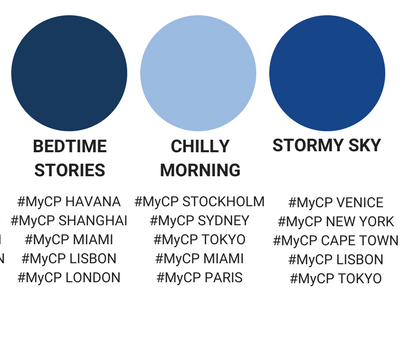 BEDTIME
STORIES
#MyCP HAVANA
#MyCP SHANGHAI
#MyCP MIAMI
#MyCP LISBON
#MyCP LONDON
CHILLY
MORNING
#MyCP STOCKHOLM
#MyCP SYDNEY
#MyCP TOKYO
#MyCP MIAMI
#MyCP PARIS
STORMY SKY
#MyCP VENICE
#MyCP NEW YORK
#MyCP CAPE TOWN
#MyCP LISBON
#MyCP TOKYO